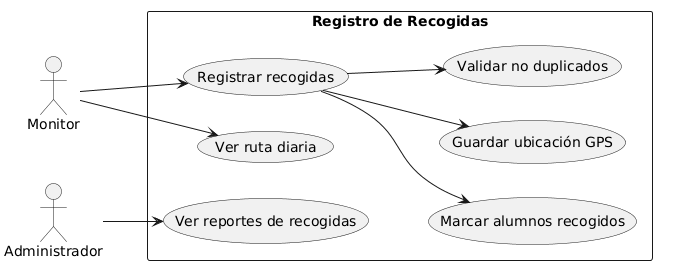 Registro de Recogidas
Monitor
Registrar recogidas
Validar no duplicados
Guardar ubicación GPS
Ver ruta diaria
Administrador
Ver reportes de recogidas
Marcar alumnos recogidos